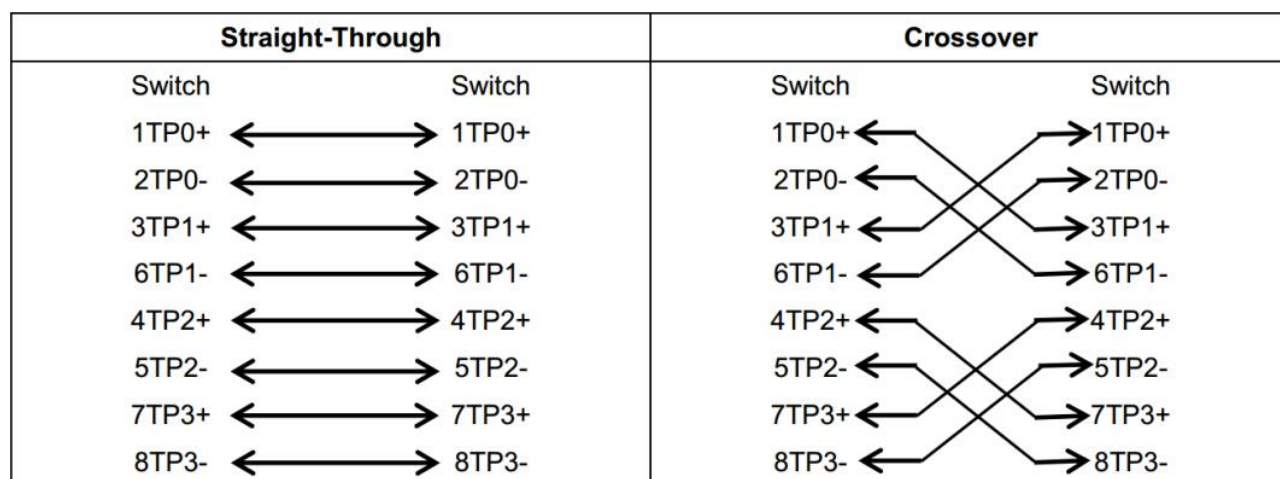 Straight-Through Crossover
Switch Switch Switch Switch
1TP0+ 1TP0+ 1TP0+ 1TP0+
2TP0- 2TP0- 2TP0- 2TP0-
3TP1+ 3TP1+ 3TP1+ 3TP1+
6TP1- 6TP1- 6TP1- 6TP1-
4TP2+ 4TP2+ 4TP2+ 4TP2+
5TP2- 5TP2- 5TP2- 5TP2-
7TP3+ 7TP3+ 7TP3+ 7TP3+
8TP3- 8TP3- 8TP3- 8TP3-